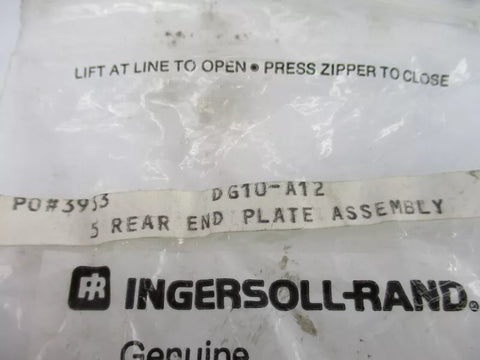 LIFT AT LINE TO OPEN • PRESS ZIPPER TO CLOSE
PO#3953 DG10-A12
5 REAR END PLATE ASSEMBLY
IR INGERSOLL-RAND®
Genuine